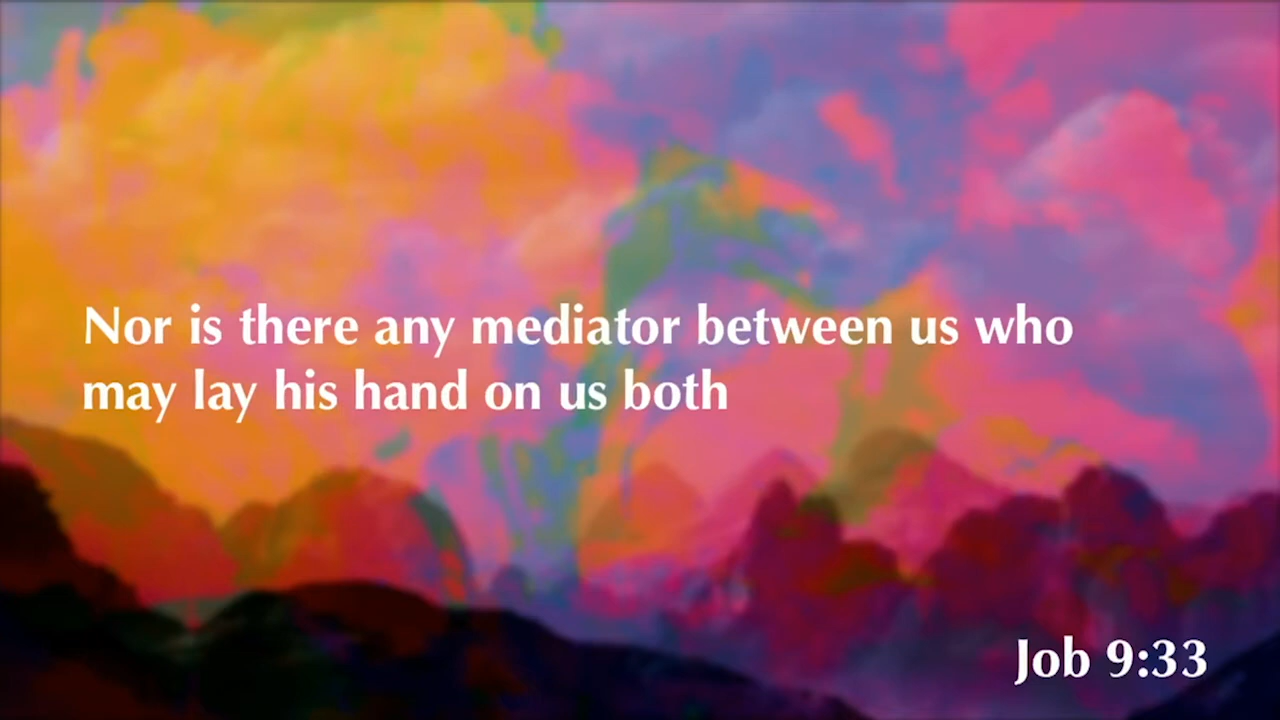 Nor is there any mediator between us who
may lay his hand on us both
Job 9:33